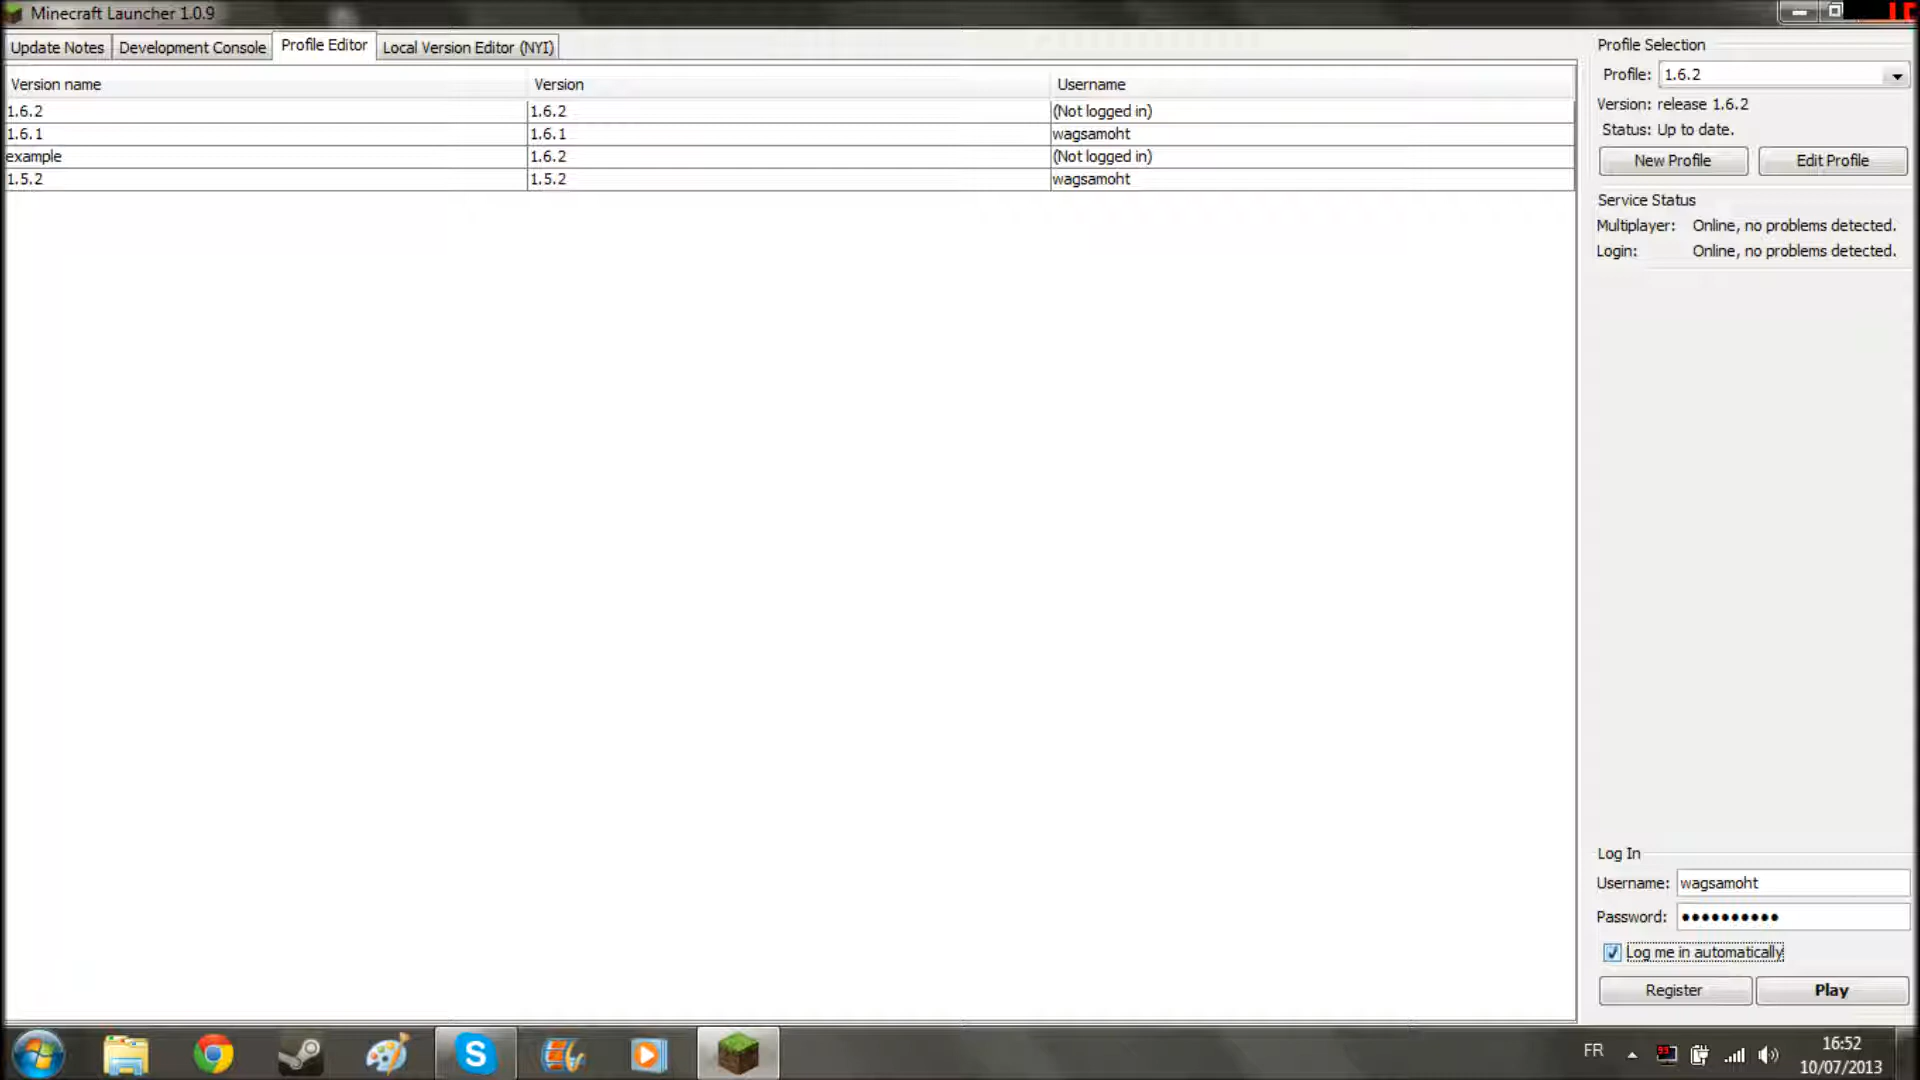 Minecraft Launcher 1.0.9
Update Notes Development Console Profile Editor Local Version Editor (NYI)
Version name Version Username
1.6.2 1.6.2 (Not logged in)
1.6.1 1.6.1 wagsamoht
example 1.6.2 (Not logged in)
1.5.2 1.5.2 wagsamoht
Profile Selection
Profile: 1.6.2
Version: release 1.6.2
Status: Up to date.
New Profile Edit Profile
Service Status
Multiplayer: Online, no problems detected.
Login: Online, no problems detected.
Log In
Username: wagsamoht
Password: ●●●●●●●●●●
Log me in automatically
Register Play
FR 16:52
10/07/2013